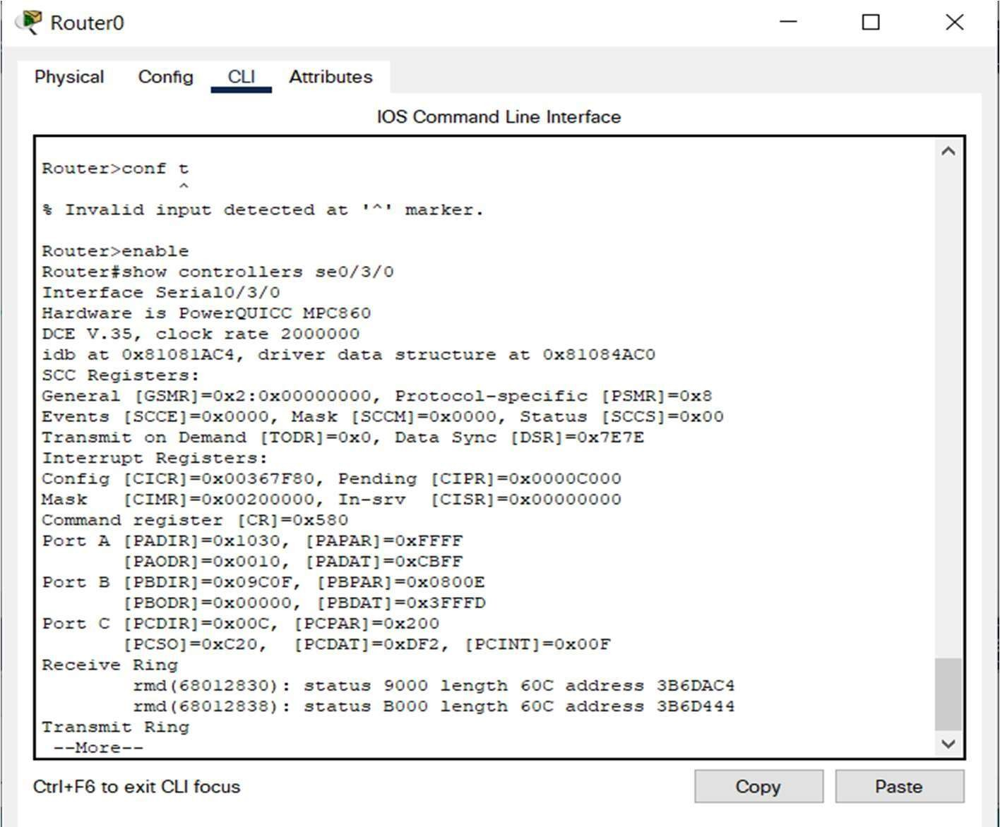 Router0
Physical Config CLI Attributes
IOS Command Line Interface
Router>conf t
^
% Invalid input detected at '^' marker.
Router>enable
Router#show controllers se0/3/0
Interface Serial0/3/0
Hardware is PowerQUICC MPC860
DCE V.35, clock rate 2000000
idb at 0x81081AC4, driver data structure at 0x81084AC0
SCC Registers:
General [GSMR]=0x2:0x00000000, Protocol-specific [PSMR]=0x8
Events [SCCE]=0x0000, Mask [SCCM]=0x0000, Status [SCCS]=0x00
Transmit on Demand [TODR]=0x0, Data Sync [DSR]=0x7E7E
Interrupt Registers:
Config [CICR]=0x00367F80, Pending [CIPR]=0x0000C000
Mask   [CIMR]=0x00200000, In-srv  [CISR]=0x00000000
Command register [CR]=0x580
Port A [PADIR]=0x1030, [PAPAR]=0xFFFF
       [PAODR]=0x0010, [PADAT]=0xCBFF
Port B [PBDIR]=0x09C0F, [PBPAR]=0x0800E
       [PBODR]=0x00000, [PBDAT]=0x3FFFD
Port C [PCDIR]=0x00C, [PCPAR]=0x200
       [PCSO]=0xC20,  [PCDAT]=0xDF2, [PCINT]=0x00F
Receive Ring
        rmd(68012830): status 9000 length 60C address 3B6DAC4
        rmd(68012838): status B000 length 60C address 3B6D444
Transmit Ring
 --More--
Ctrl+F6 to exit CLI focus
Copy Paste